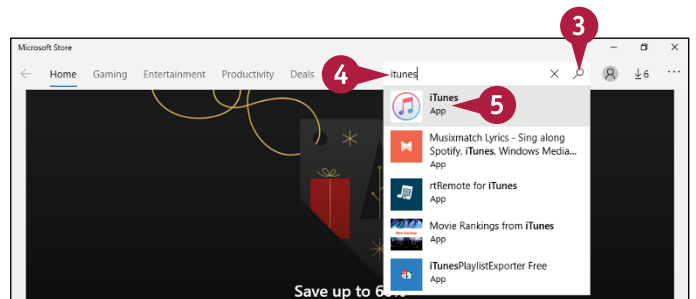 3
Microsoft Store
Home Gaming Entertainment Productivity Deals
4
itunes
6
iTunes
App
5
Musixmatch Lyrics - Sing along
Spotify, iTunes, Windows Media...
App
rtRemote for iTunes
App
Movie Rankings from iTunes
App
iTunesPlaylistExporter Free
App
Save up to